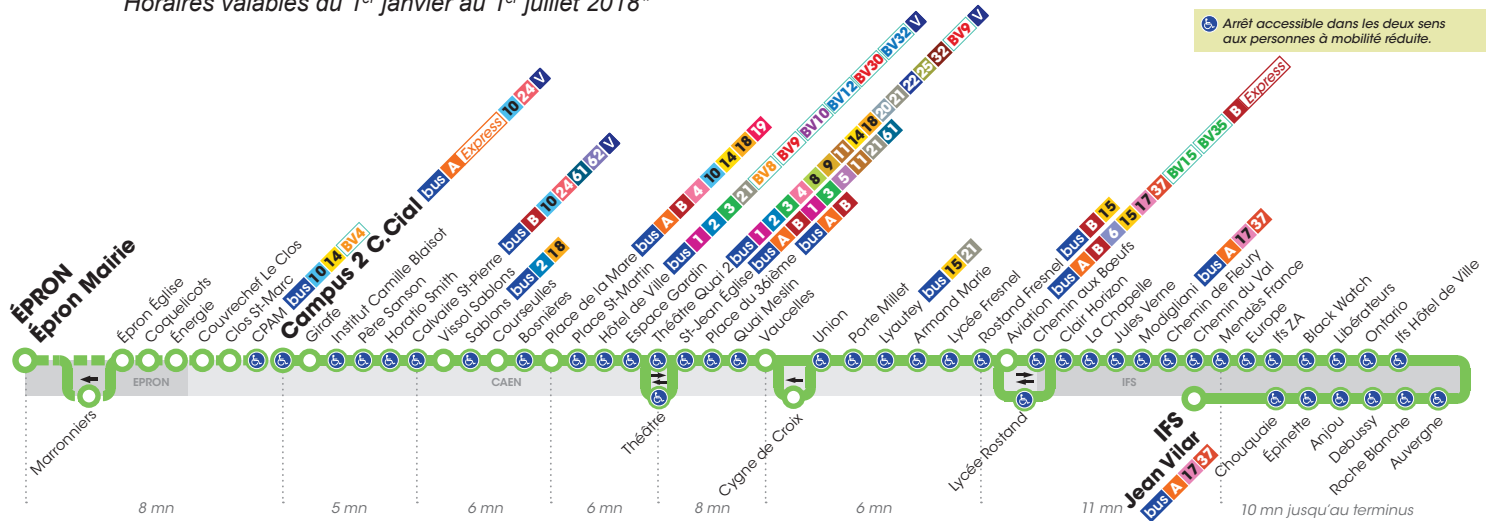 Horaires valables du 1er janvier au 1er juillet 2018*
Arrêt accessible dans les deux sens
aux personnes à mobilité réduite.
ÉPRON
Épron Mairie
Marronniers
Épron Église
Coquelicots
Énergie
Couvrechef Le Clos
Clos St-Marc
CPAM bus 10 14 BV4
Campus 2 C.Cial bus A Express 10 24 V
Girafe
Institut Camille Blaisot
Père Sanson
Horatio Smith
Calvaire St-Pierre bus B 10 24 61 62 V
Vissol Sablons
Sablons bus 2 18
Courseulles
Bosnières
Place de la Mare bus A B 4 10 14 18 19
Place St-Martin
Hôtel de Ville bus 1 2 3 21 BV8 BV9 BV10 BV12 BV30 BV32 V
Espace Gardin
Théâtre Quai 2 bus 1 2 3 4 8 9 11 14 18 20 21 22 25 32 BV9 V
Théâtre
St-Jean Église bus A B 1 3 5 11 21 61
Place du 36ième bus A B
Quai Meslin
Vaucelles
Cygne de Croix
Union
Porte Millet
Lyautey bus 15 21
Armand Marie
Lycée Fresnel
Rostand Fresnel bus B 15
Aviation bus A B 6 15 17 37 BV15 BV35 B Express
Lycée Rostand
Chemin aux Bœufs
Clair Horizon
La Chapelle
Jules Verne
Modigliani bus A 17 37
Chemin de Fleury
Chemin du Val
Mendès France
Europe
Ifs ZA
Black Watch
Libérateurs
Ontario
Ifs Hôtel de Ville
EPRON
CAEN
IFS
Auvergne
Roche Blanche
Debussy
Anjou
Épinette
Chouquaie
IFS
Jean Vilar
bus A 17 37
8 mn
5 mn
6 mn
6 mn
8 mn
6 mn
11 mn
10 mn jusqu'au terminus